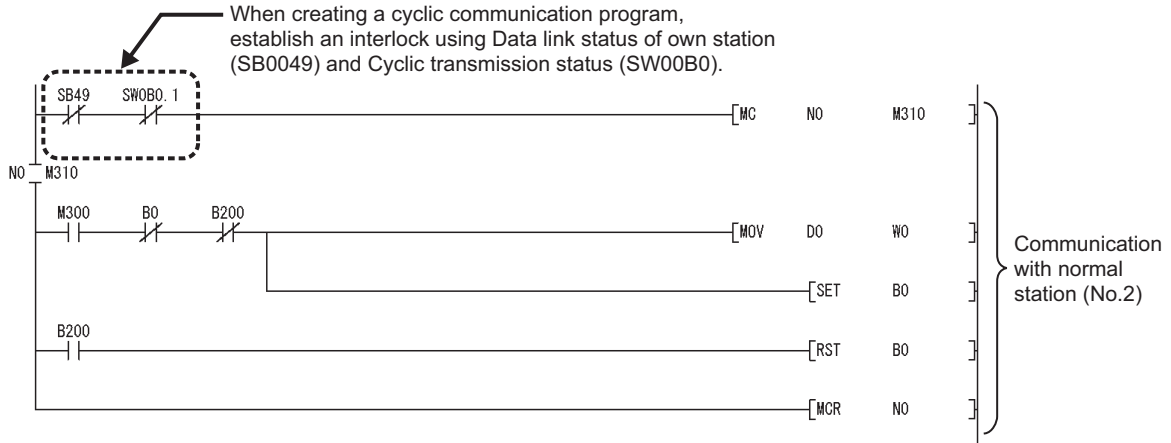 When creating a cyclic communication program,
establish an interlock using Data link status of own station
(SB0049) and Cyclic transmission status (SW00B0).
SB49 SW0B0.1
MC N0 M310
N0 M310
M300 B0 B200
MOV D0 W0
SET B0
B200
RST B0
MCR N0
Communication
with normal
station (No.2)